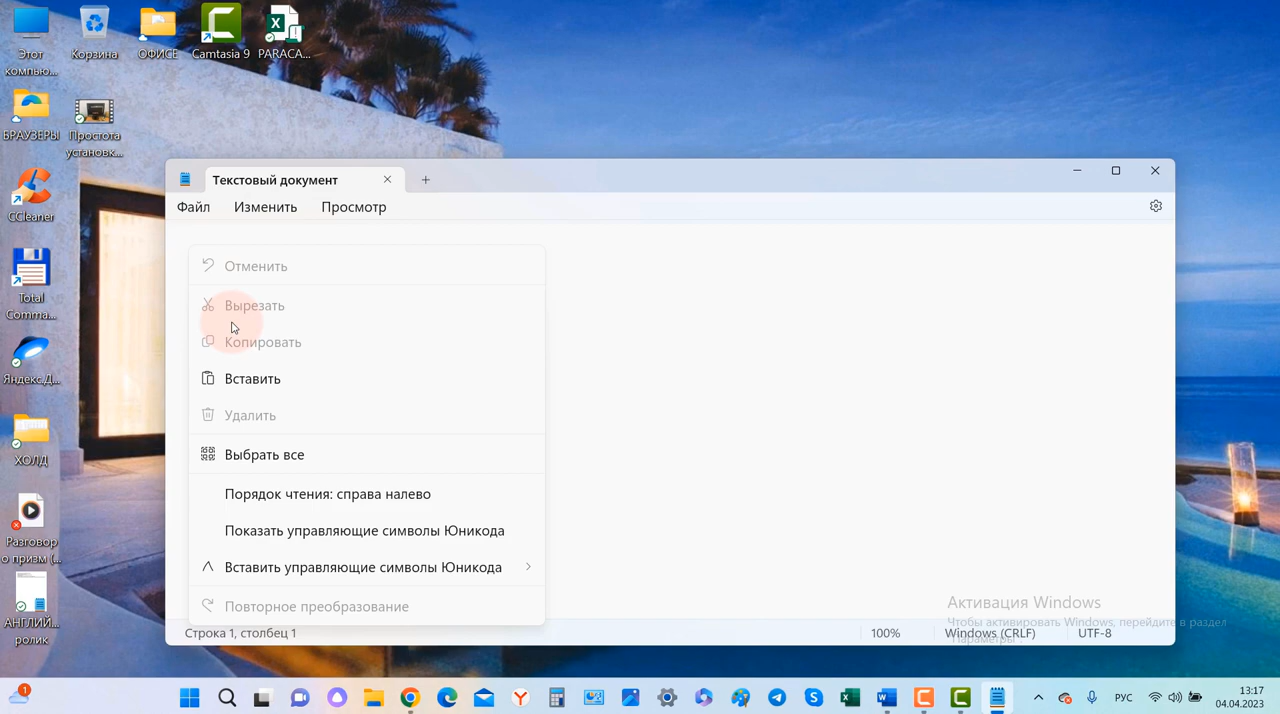 Этот
компью...
Корзина
ОФИСЕ
Camtasia 9
PARACA...
БРАУЗЕРЫ
Простота
установк...
CCleaner
Total
Comma...
Яндекс.Д...
ХОЛД
Разговор
о призм (...
АНГЛИЙ...
ролик
Текстовый документ
Файл
Изменить
Просмотр
Отменить
Вырезать
Копировать
Вставить
Удалить
Выбрать все
Порядок чтения: справа налево
Показать управляющие символы Юникода
Вставить управляющие символы Юникода
Повторное преобразование
Активация Windows
Чтобы активировать Windows, перейдите в раздел
"Параметры".
Строка 1, столбец 1
100%
Windows (CRLF)
UTF-8
1
РУС
13:17
04.04.2023